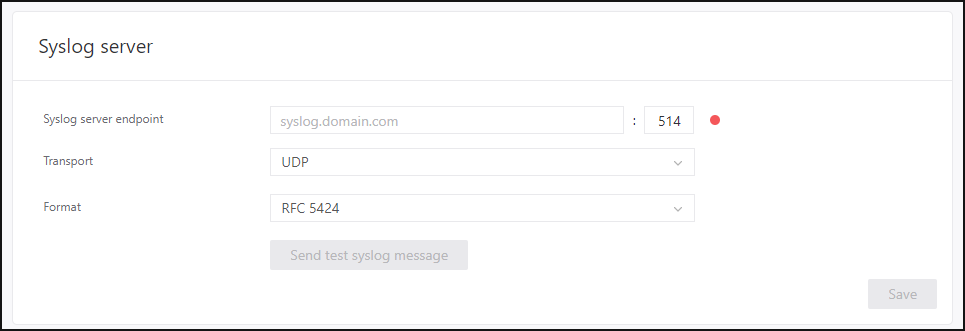 Syslog server
Syslog server endpoint syslog.domain.com : 514
Transport UDP
Format RFC 5424
Send test syslog message
Save